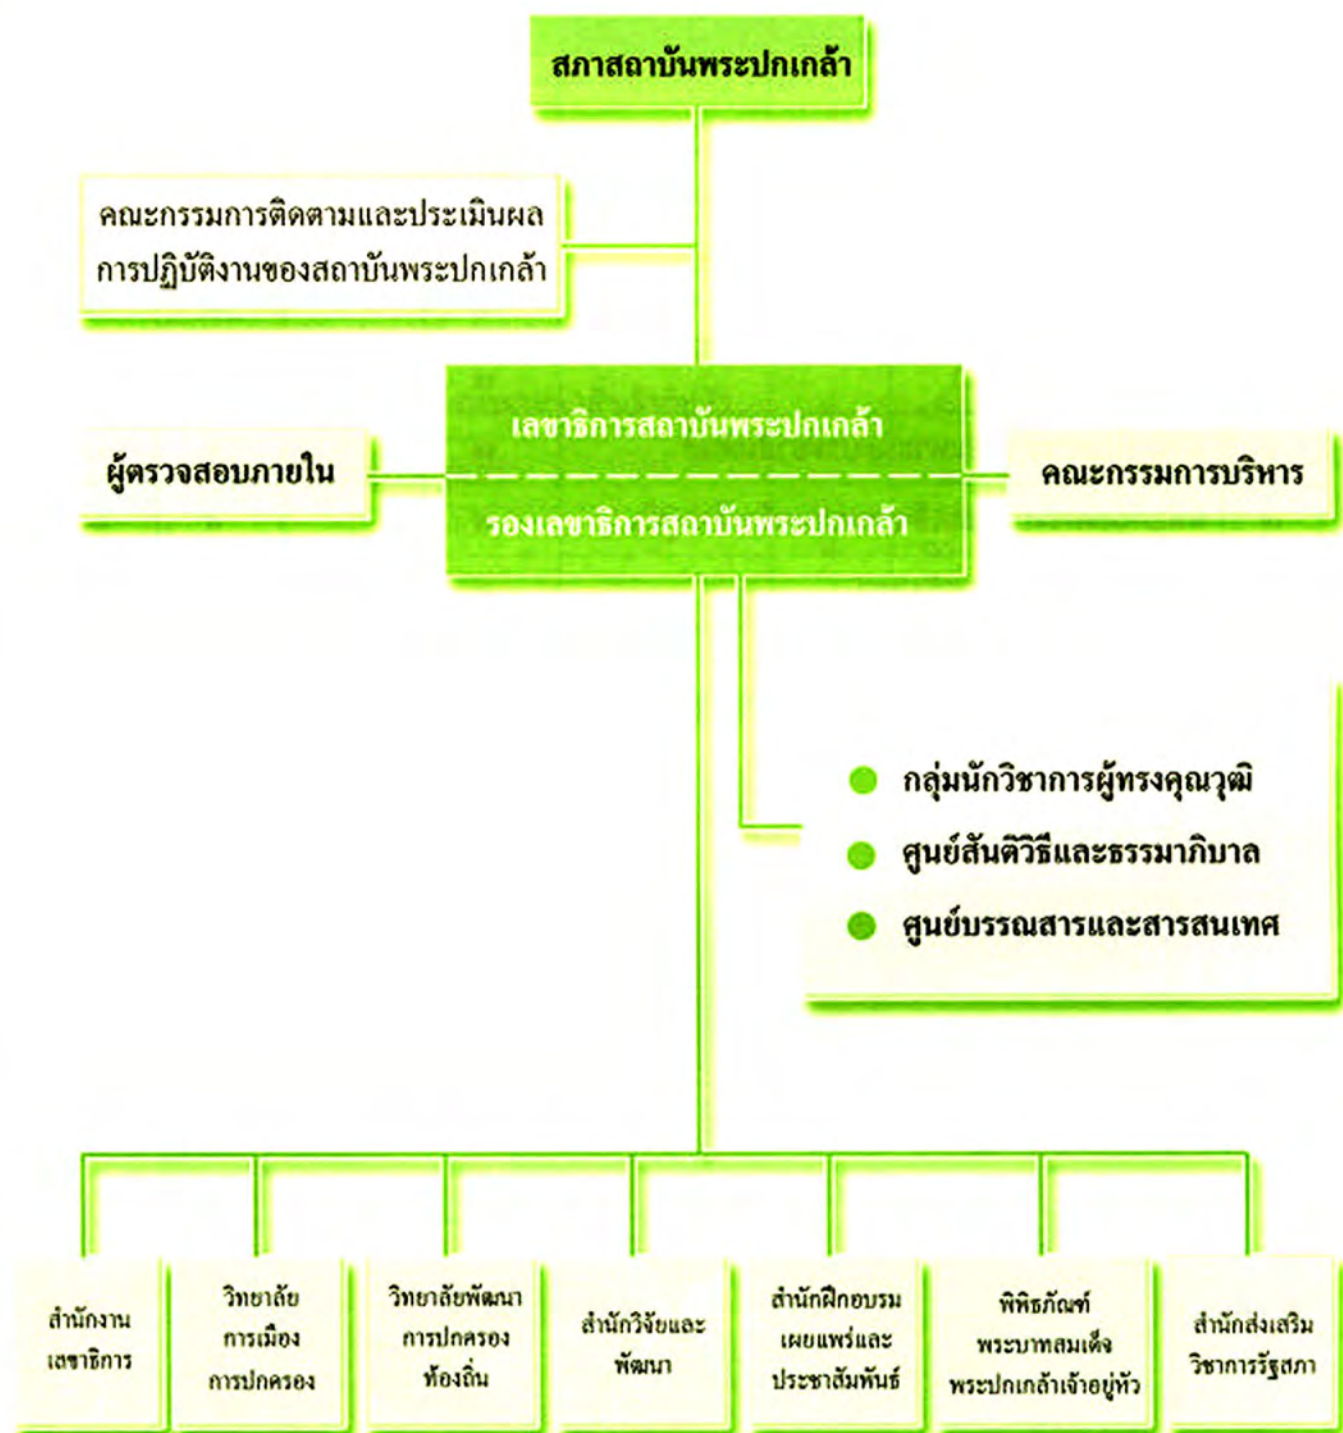 สภาสถาบันพระปกเกล้า
คณะกรรมการติดตามและประเมินผล
การปฏิบัติงานของสถาบันพระปกเกล้า
เลขาธิการสถาบันพระปกเกล้า
รองเลขาธิการสถาบันพระปกเกล้า
ผู้ตรวจสอบภายใน
คณะกรรมการบริหาร
กลุ่มนักวิชาการผู้ทรงคุณวุฒิ
ศูนย์สันติวิธีและธรรมาภิบาล
ศูนย์บรรณสารและสารสนเทศ
สำนักงาน
เลขาธิการ
วิทยาลัย
การเมือง
การปกครอง
วิทยาลัยพัฒนา
การปกครอง
ท้องถิ่น
สำนักวิจัยและ
พัฒนา
สำนักฝึกอบรม
เผยแพร่และ
ประชาสัมพันธ์
พิพิธภัณฑ์
พระบาทสมเด็จ
พระปกเกล้าเจ้าอยู่หัว
สำนักส่งเสริม
วิชาการรัฐสภา